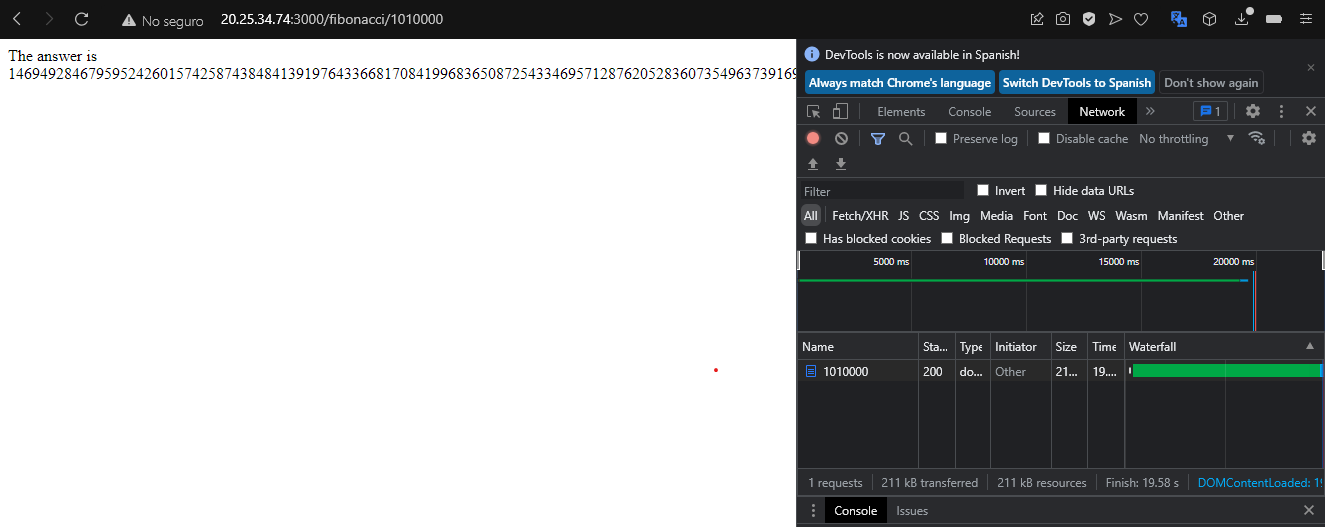 No seguro
20.25.34.74:3000/fibonacci/1010000
The answer is
DevTools is now available in Spanish!
Always match Chrome's language
Switch DevTools to Spanish
Don't show again
Elements
Console
Sources
Network
1
Preserve log
Disable cache
No throttling
Filter
Invert
Hide data URLs
All
Fetch/XHR
JS
CSS
Img
Media
Font
Doc
WS
Wasm
Manifest
Other
Has blocked cookies
Blocked Requests
3rd-party requests
5000 ms
10000 ms
15000 ms
20000 ms
Name
Sta...
Type
Initiator
Size
Time
Waterfall
1010000
200
do...
Other
21...
19....
1 requests
211 kB transferred
211 kB resources
Finish: 19.58 s
DOMContentLoaded: 19
Console
Issues